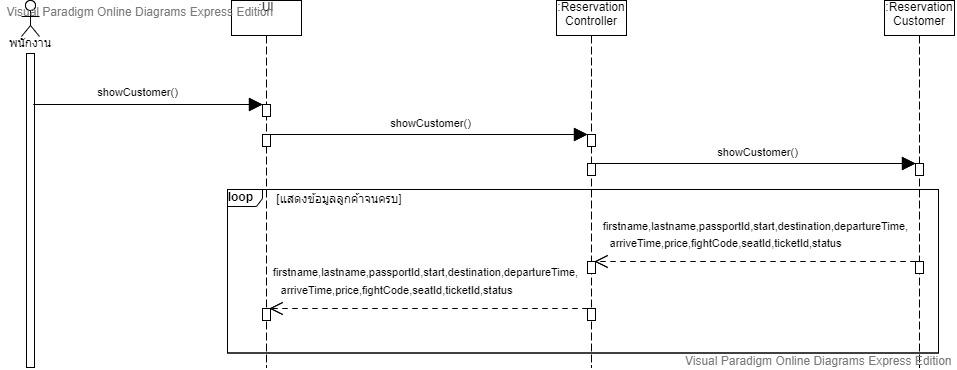 Visual Paradigm Online Diagrams Express Edition
:UI
:Reservation
Controller
:Reservation
Customer
พนักงาน
showCustomer()
showCustomer()
showCustomer()
loop
[แสดงข้อมูลลูกค้าจนครบ]
firstname,lastname,passportId,start,destination,departureTime,
arriveTime,price,fightCode,seatId,ticketId,status
firstname,lastname,passportId,start,destination,departureTime,
arriveTime,price,fightCode,seatId,ticketId,status
Visual Paradigm Online Diagrams Express Edition